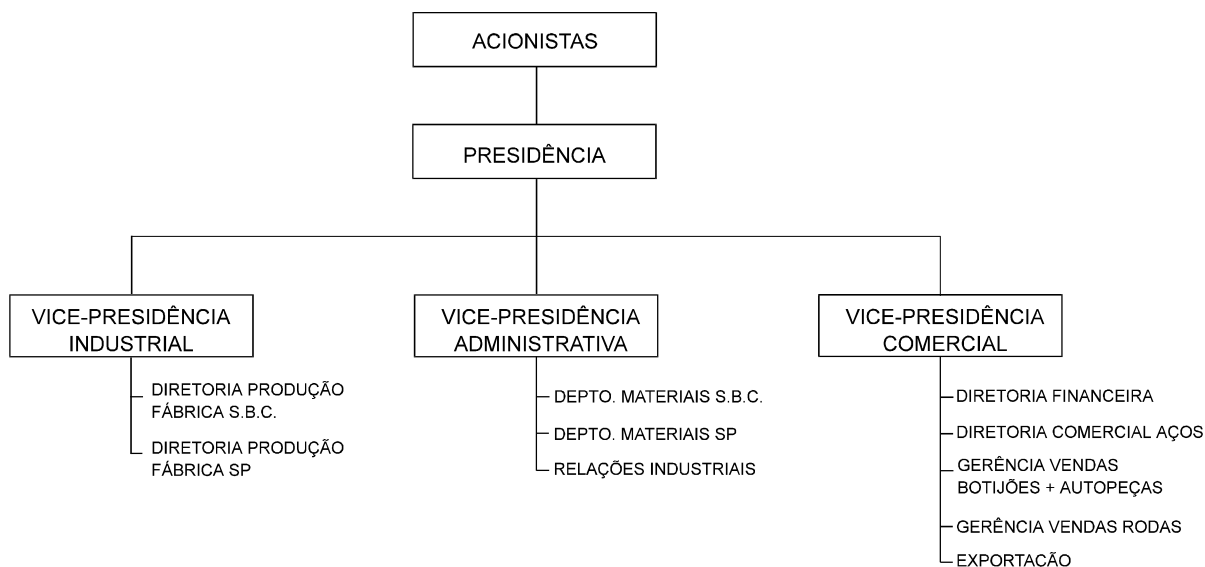 ACIONISTAS
PRESIDÊNCIA
VICE-PRESIDÊNCIA
INDUSTRIAL
DIRETORIA PRODUÇÃO
FÁBRICA S.B.C.
DIRETORIA PRODUÇÃO
FÁBRICA SP
VICE-PRESIDÊNCIA
ADMINISTRATIVA
DEPTO. MATERIAIS S.B.C.
DEPTO. MATERIAIS SP
RELAÇÕES INDUSTRIAIS
VICE-PRESIDÊNCIA
COMERCIAL
DIRETORIA FINANCEIRA
DIRETORIA COMERCIAL AÇOS
GERÊNCIA VENDAS
BOTIJÕES + AUTOPEÇAS
GERÊNCIA VENDAS RODAS
EXPORTAÇÃO